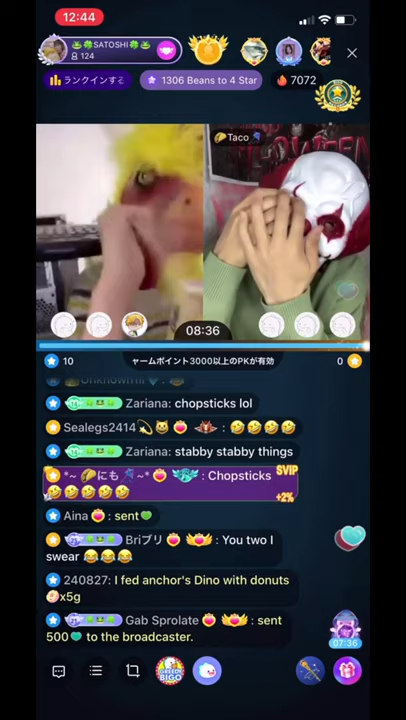 12:44
SATOSHI
124
ランクインする
1306 Beans to 4 Star
7072
Taco
08:36
10
ャームポイント3000以上のPKが有効
0
Zariana: chopsticks lol
Sealegs2414 :
Zariana: stabby stabby things
*~ にも ~* : Chopsticks
SVIP
+2%
Aina : sent
Briプリ : You two I
swear
240827: I fed anchor's Dino with donuts
x5g
Gab Sprolate : sent
500 to the broadcaster.
07:36
GREEDY
BIGO